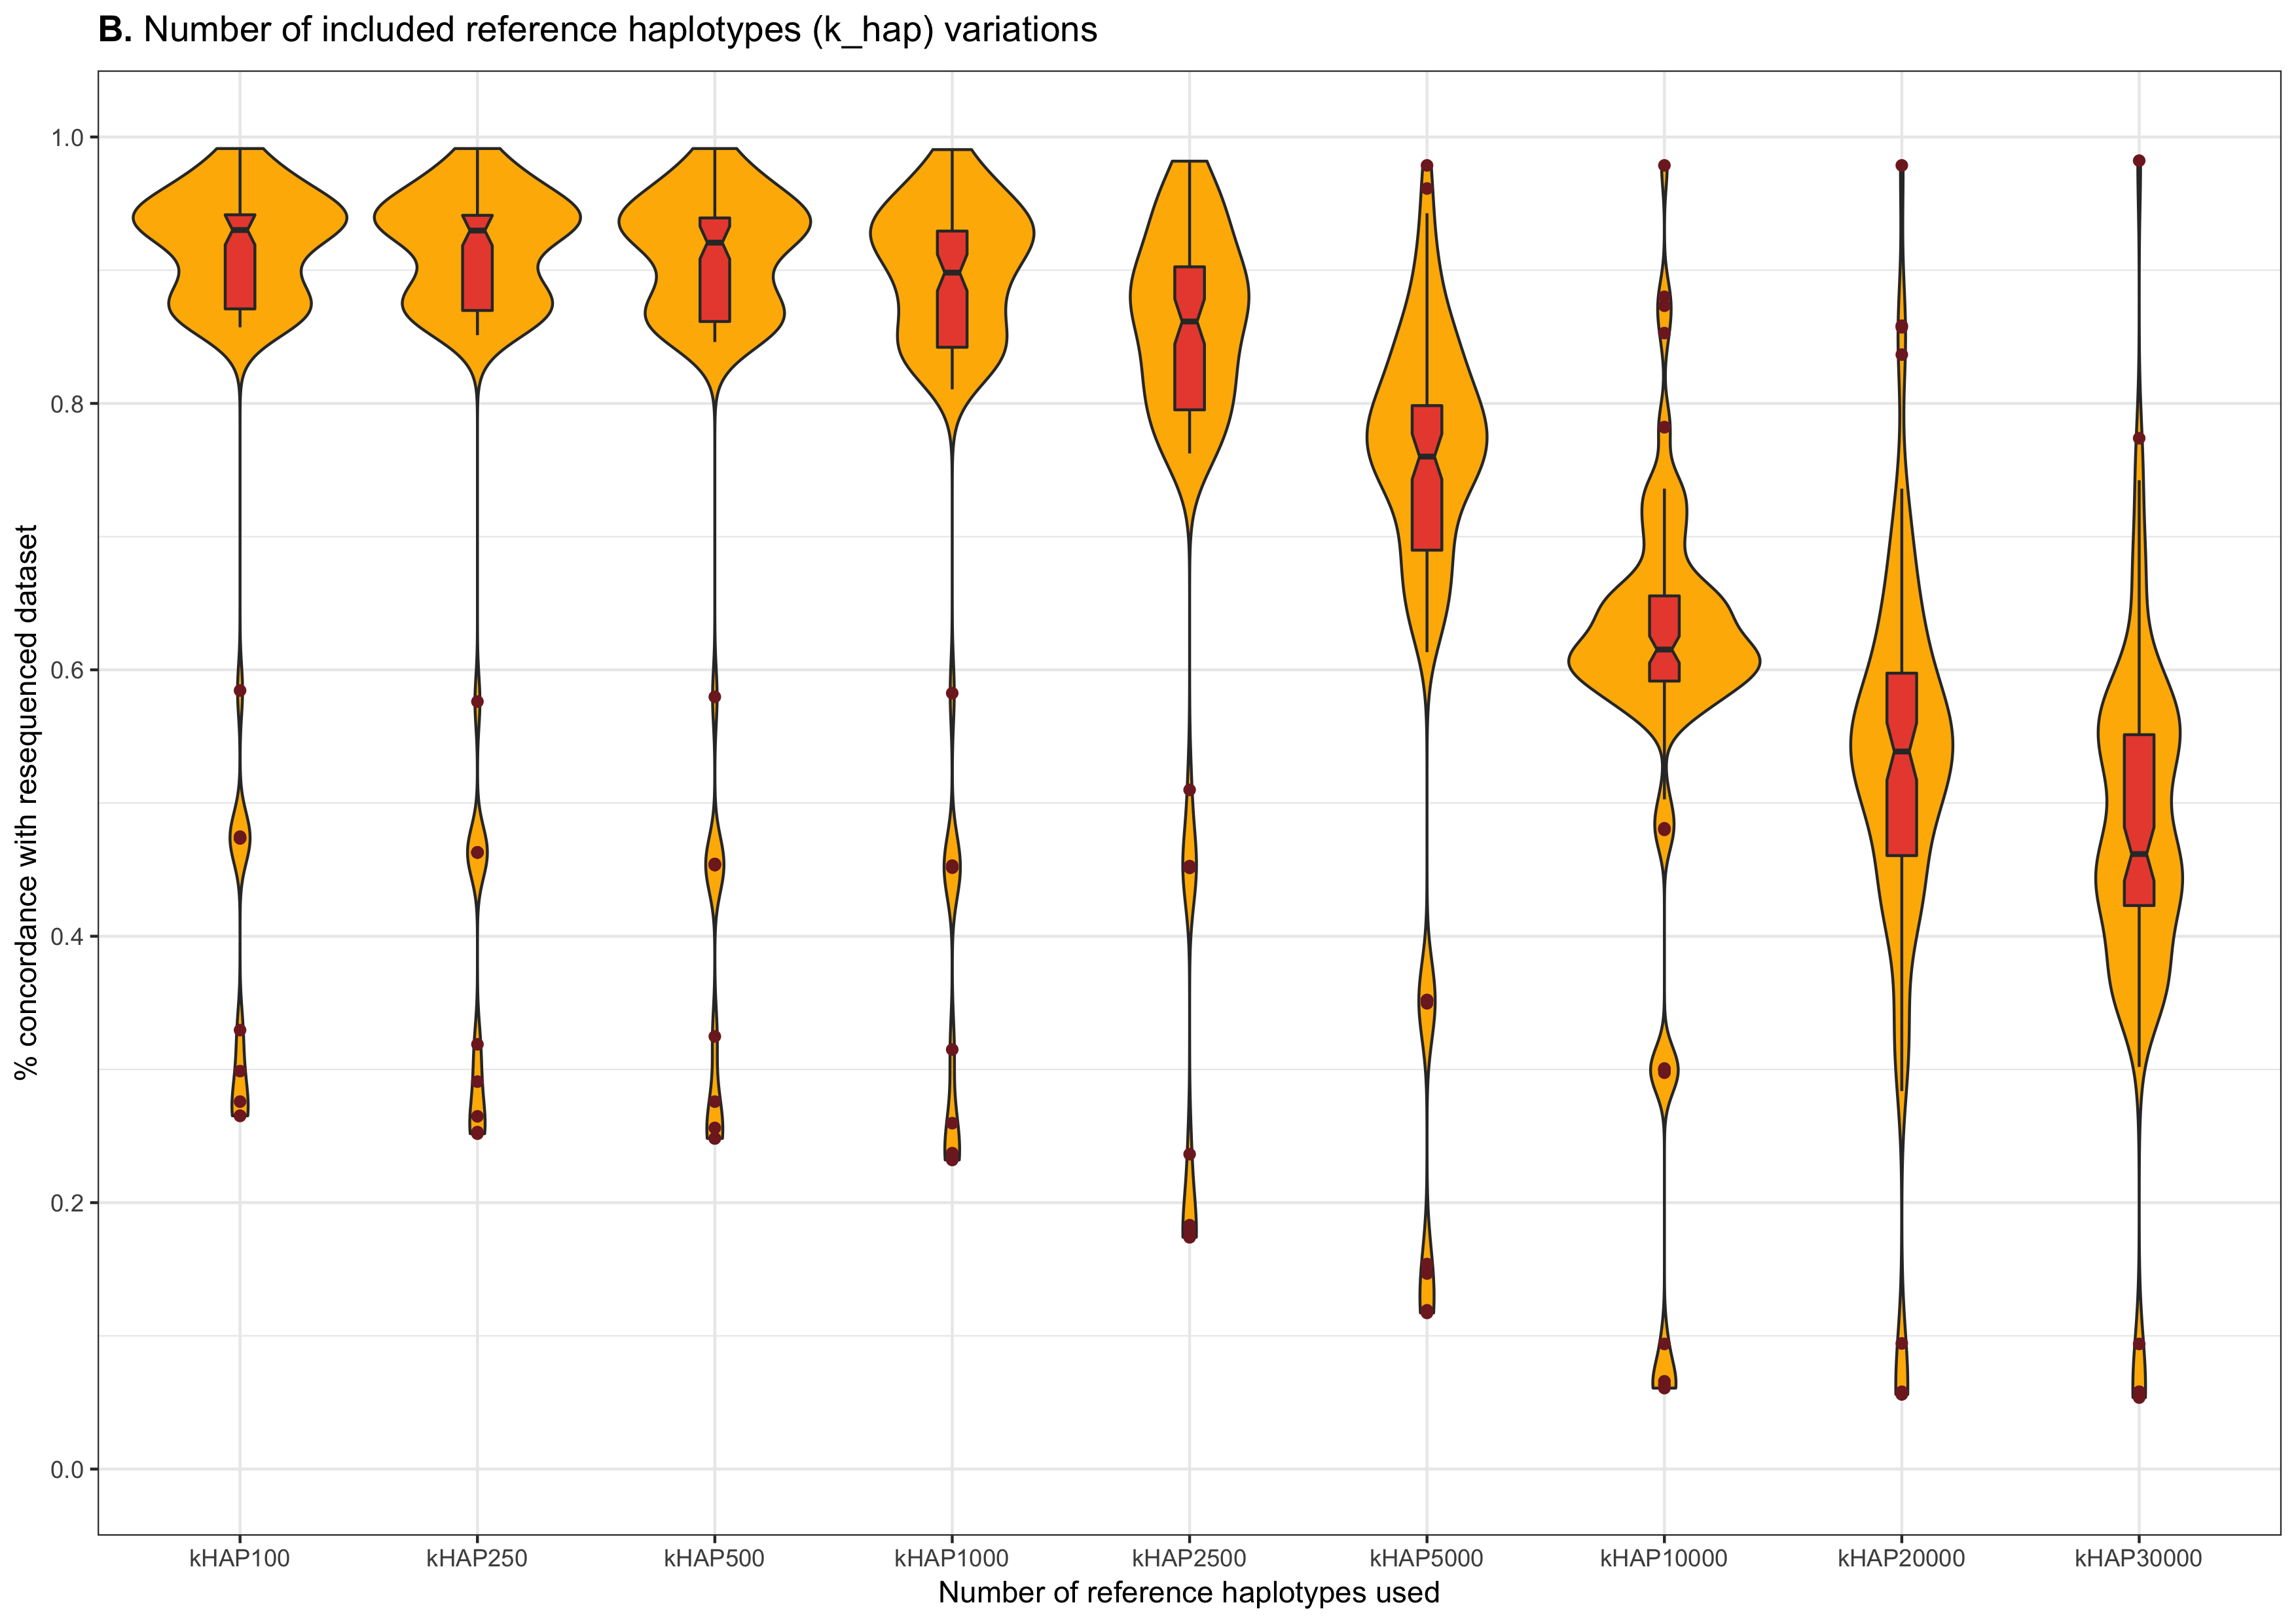 B. Number of included reference haplotypes (k_hap) variations
% concordance with resequenced dataset
1.0
0.8
0.6
0.4
0.2
0.0
kHAP100 kHAP250 kHAP500 kHAP1000 kHAP2500 kHAP5000 kHAP10000 kHAP20000 kHAP30000
Number of reference haplotypes used